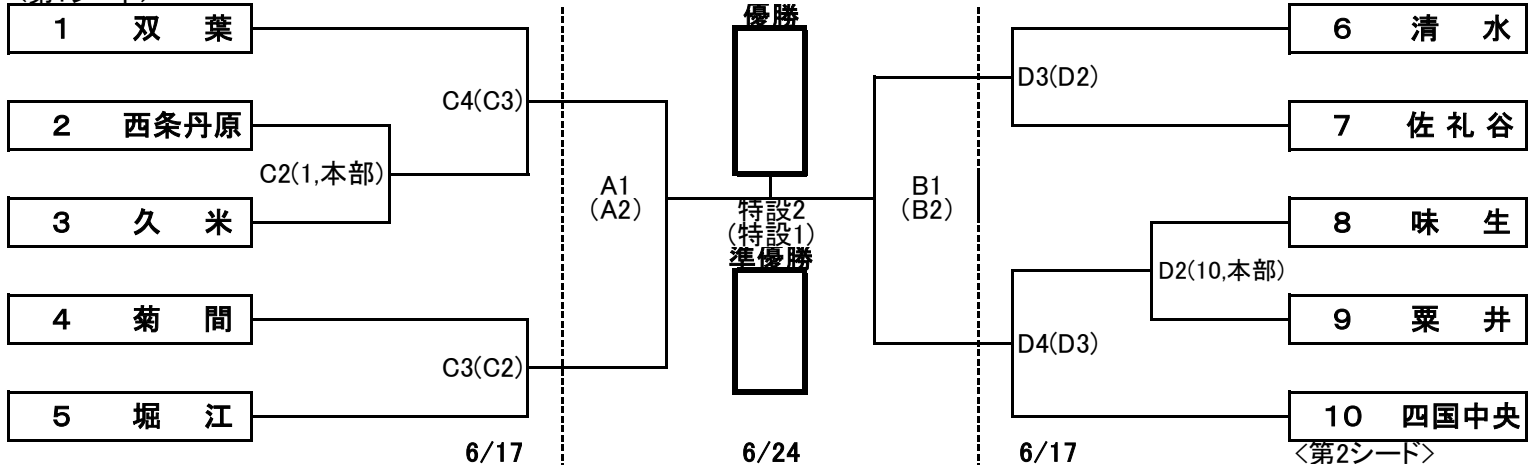 1 双 葉
2 西条丹原
3 久 米
4 菊 間
5 堀 江
C2(1,本部)
C4(C3)
C3(C2)
6/17
A1
(A2)
優勝
特設2
(特設1)
準優勝
6/24
B1
(B2)
D3(D2)
D4(D3)
6/17
D2(10,本部)
6 清 水
7 佐 礼 谷
8 味 生
9 粟 井
10 四国中央
<第2シード>